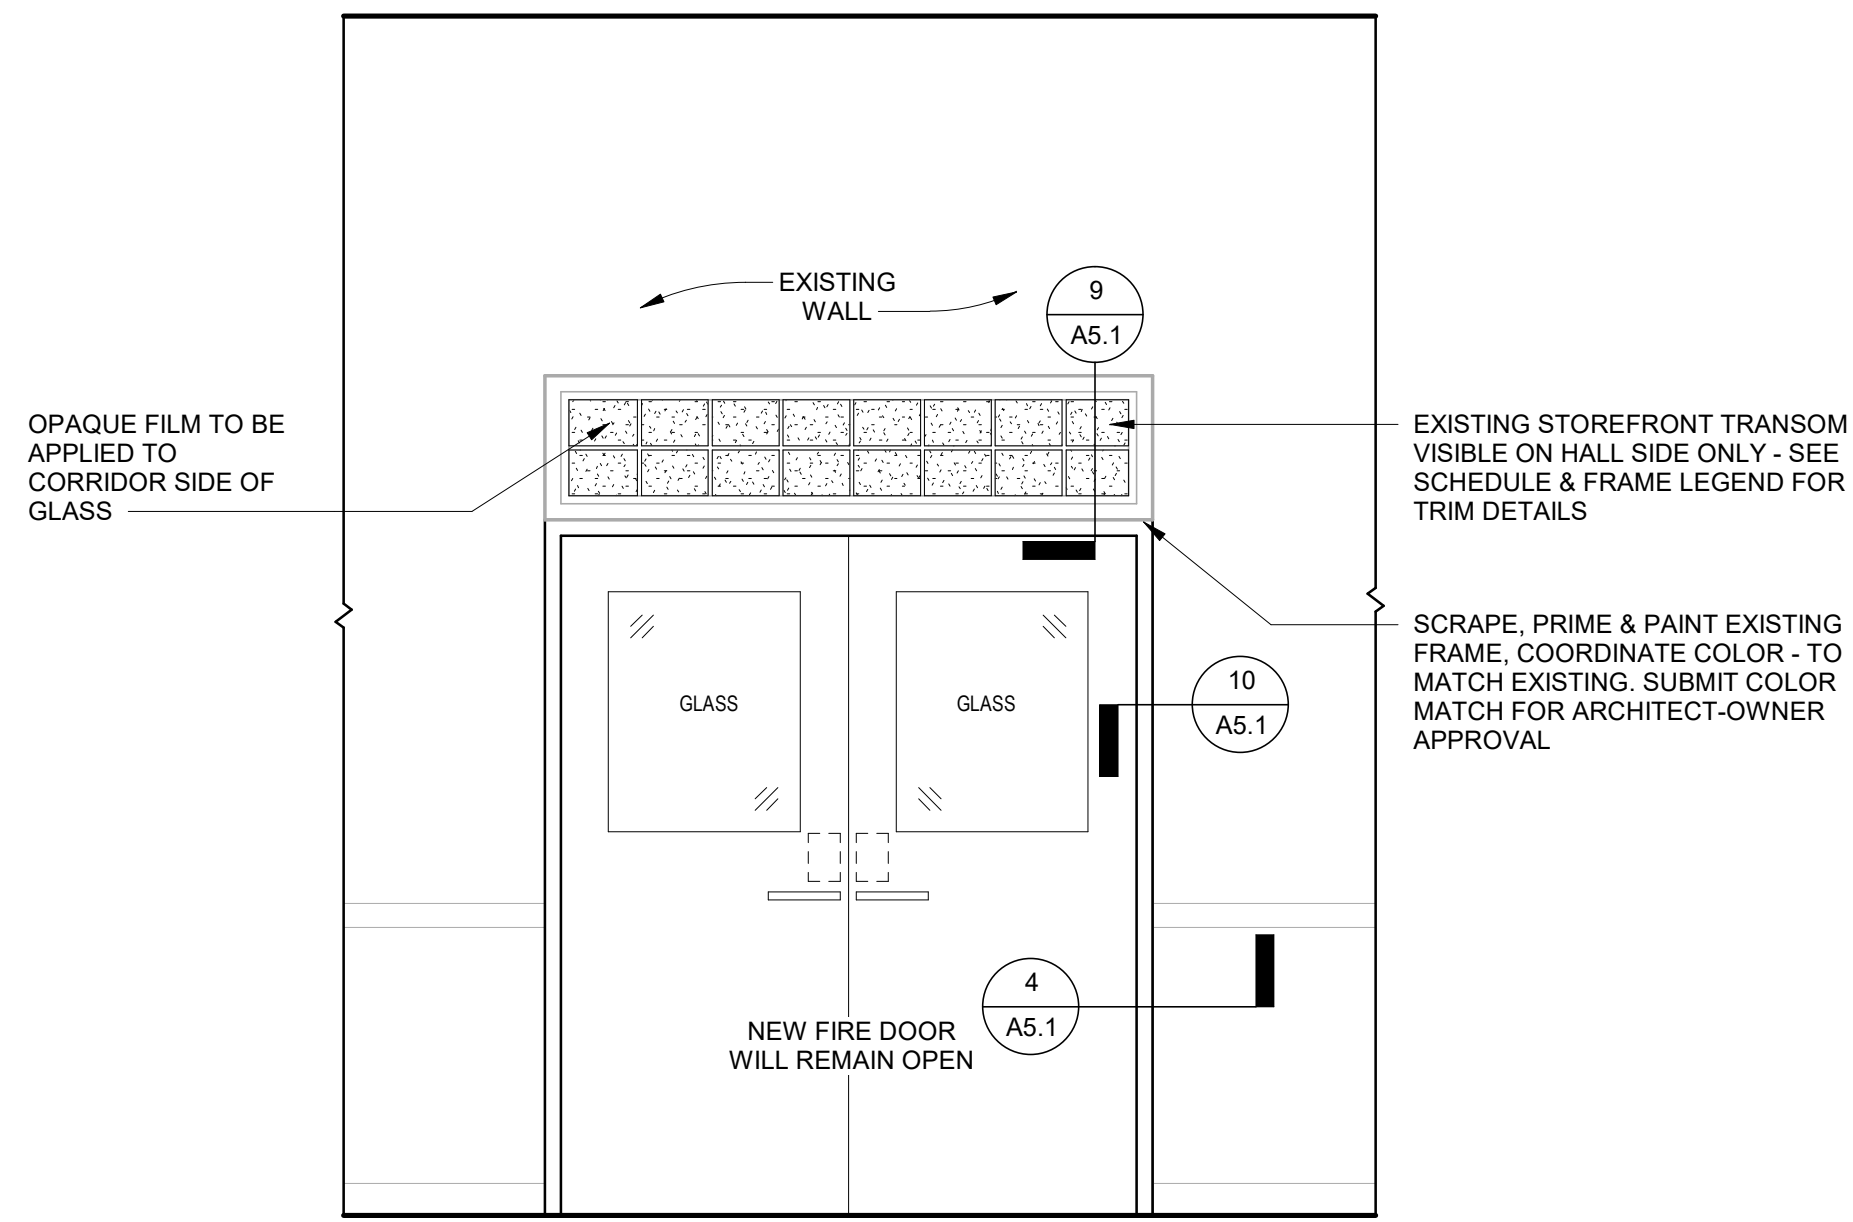 EXISTING
WALL
9
A5.1
OPAQUE FILM TO BE
APPLIED TO
CORRIDOR SIDE OF
GLASS
EXISTING STOREFRONT TRANSOM
VISIBLE ON HALL SIDE ONLY - SEE
SCHEDULE & FRAME LEGEND FOR
TRIM DETAILS
SCRAPE, PRIME & PAINT EXISTING
FRAME, COORDINATE COLOR - TO
MATCH EXISTING. SUBMIT COLOR
MATCH FOR ARCHITECT-OWNER
APPROVAL
GLASS
GLASS
10
A5.1
4
A5.1
NEW FIRE DOOR
WILL REMAIN OPEN